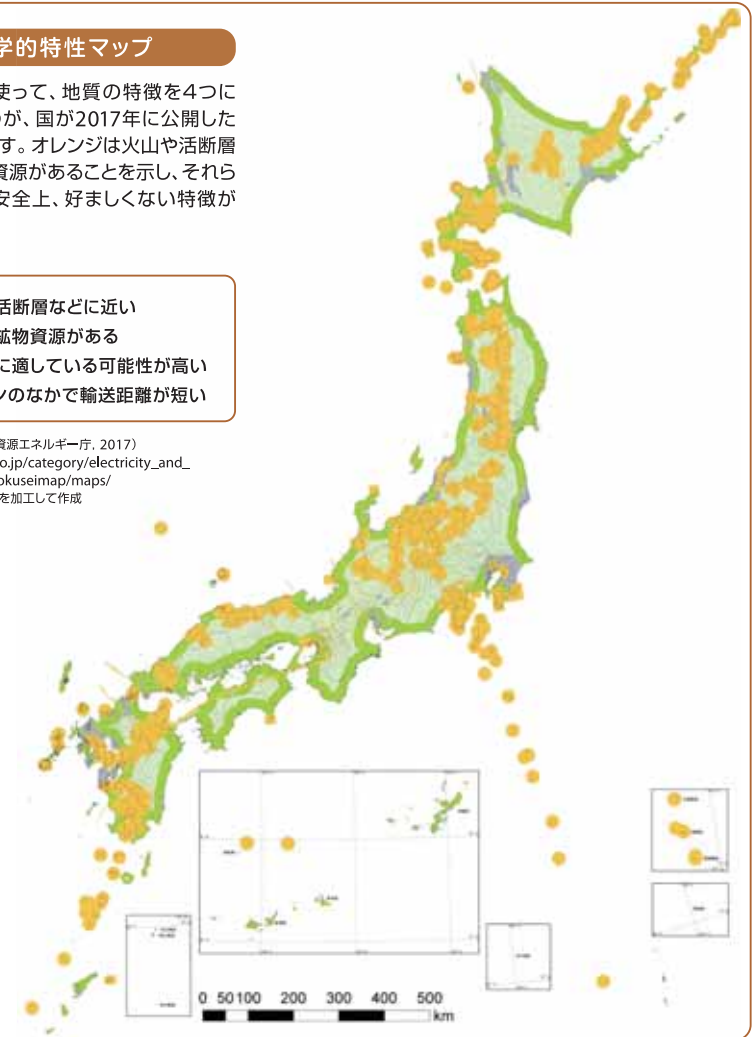 学的特性マップ
使って、地質の特徴を4つに
のが、国が2017年に公開した
す。オレンジは火山や活断層
資源があることを示し、それら
安全上、好ましくない特徴が
活断層などに近い
鉱物資源がある
に適している可能性が高い
ンのなかで輸送距離が短い
資源エネルギー庁, 2017）
o.jp/category/electricity_and_
okuseimap/maps/
を加工して作成
0 50 100 200 300 400 500
km